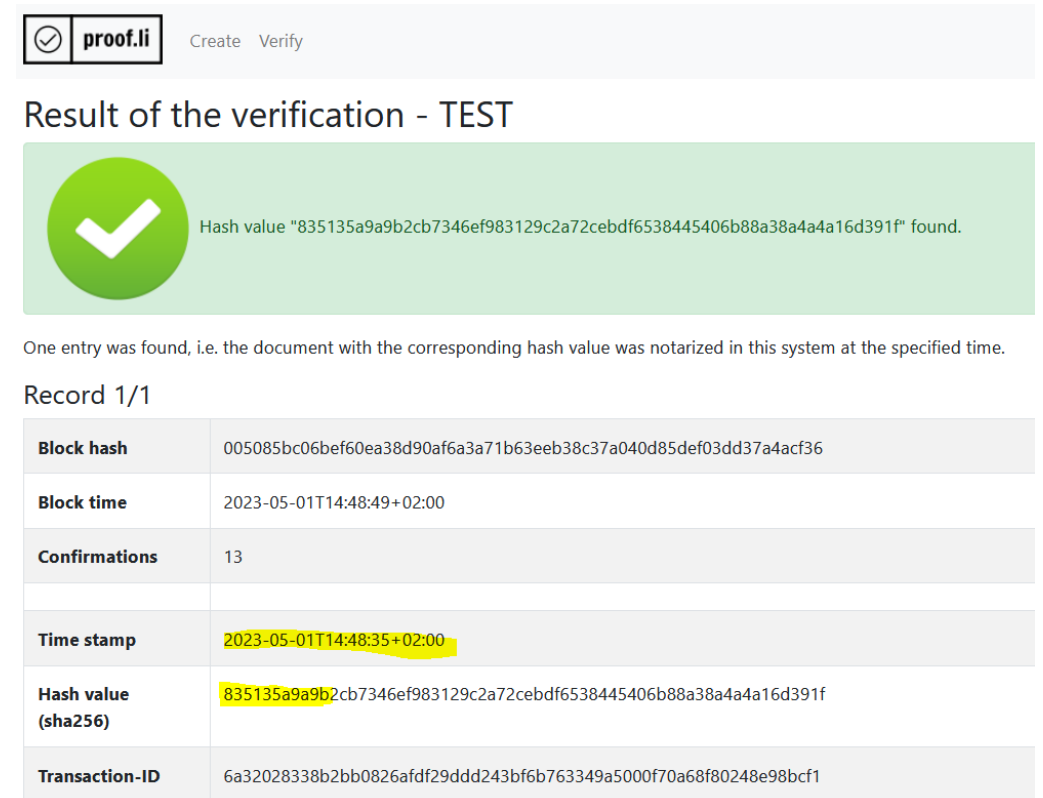 proof.li Create Verify
Result of the verification - TEST
Hash value "835135a9a9b2cb7346ef983129c2a72cebdf6538445406b88a38a4a4a16d391f" found.
One entry was found, i.e. the document with the corresponding hash value was notarized in this system at the specified time.
Record 1/1
Block hash 005085bc06bef60ea38d90af6a3a71b63eeb38c37a040d85def03dd37a4acf36
Block time 2023-05-01T14:48:49+02:00
Confirmations 13
Time stamp 2023-05-01T14:48:35+02:00
Hash value 835135a9a9b2cb7346ef983129c2a72cebdf6538445406b88a38a4a4a16d391f
(sha256)
Transaction-ID 6a32028338b2bb0826afdf29ddd243bf6b763349a5000f70a68f80248e98bcf1